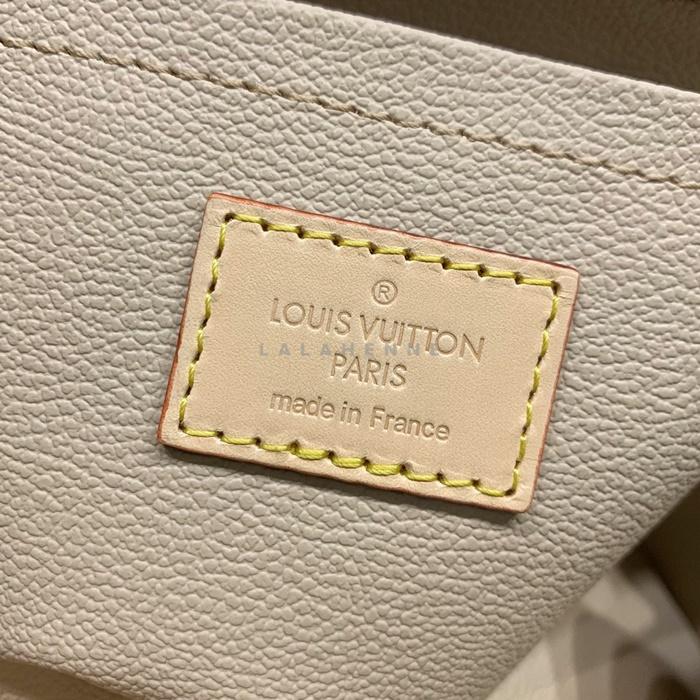 ®
LOUIS VUITTON
LALAHENNE
PARIS
made in France